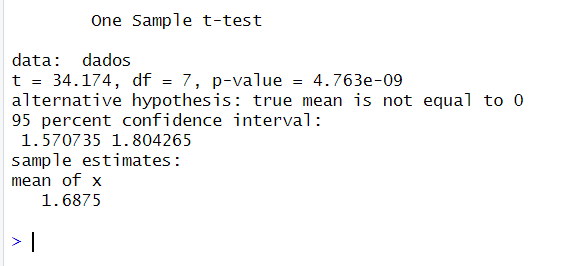 One Sample t-test
data: dados
t = 34.174, df = 7, p-value = 4.763e-09
alternative hypothesis: true mean is not equal to 0
95 percent confidence interval:
1.570735 1.804265
sample estimates:
mean of x
1.6875
>